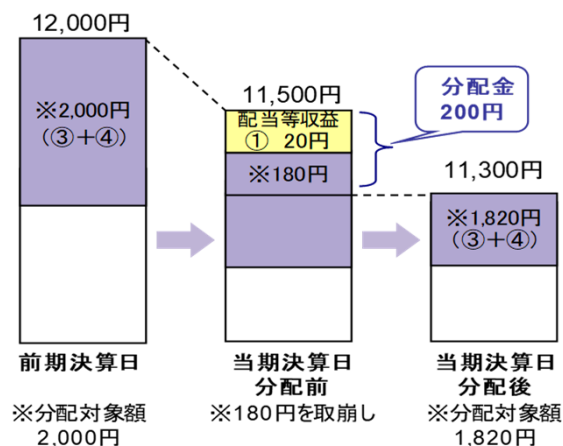 12,000円
※2,000円
(③+④)
前期決算日
※分配対象額
2,000円
11,500円
配当等収益
① 20円
※180円
当期決算日
分配前
※180円を取崩し
分配金
200円
11,300円
※1,820円
(③+④)
当期決算日
分配後
※分配対象額
1,820円